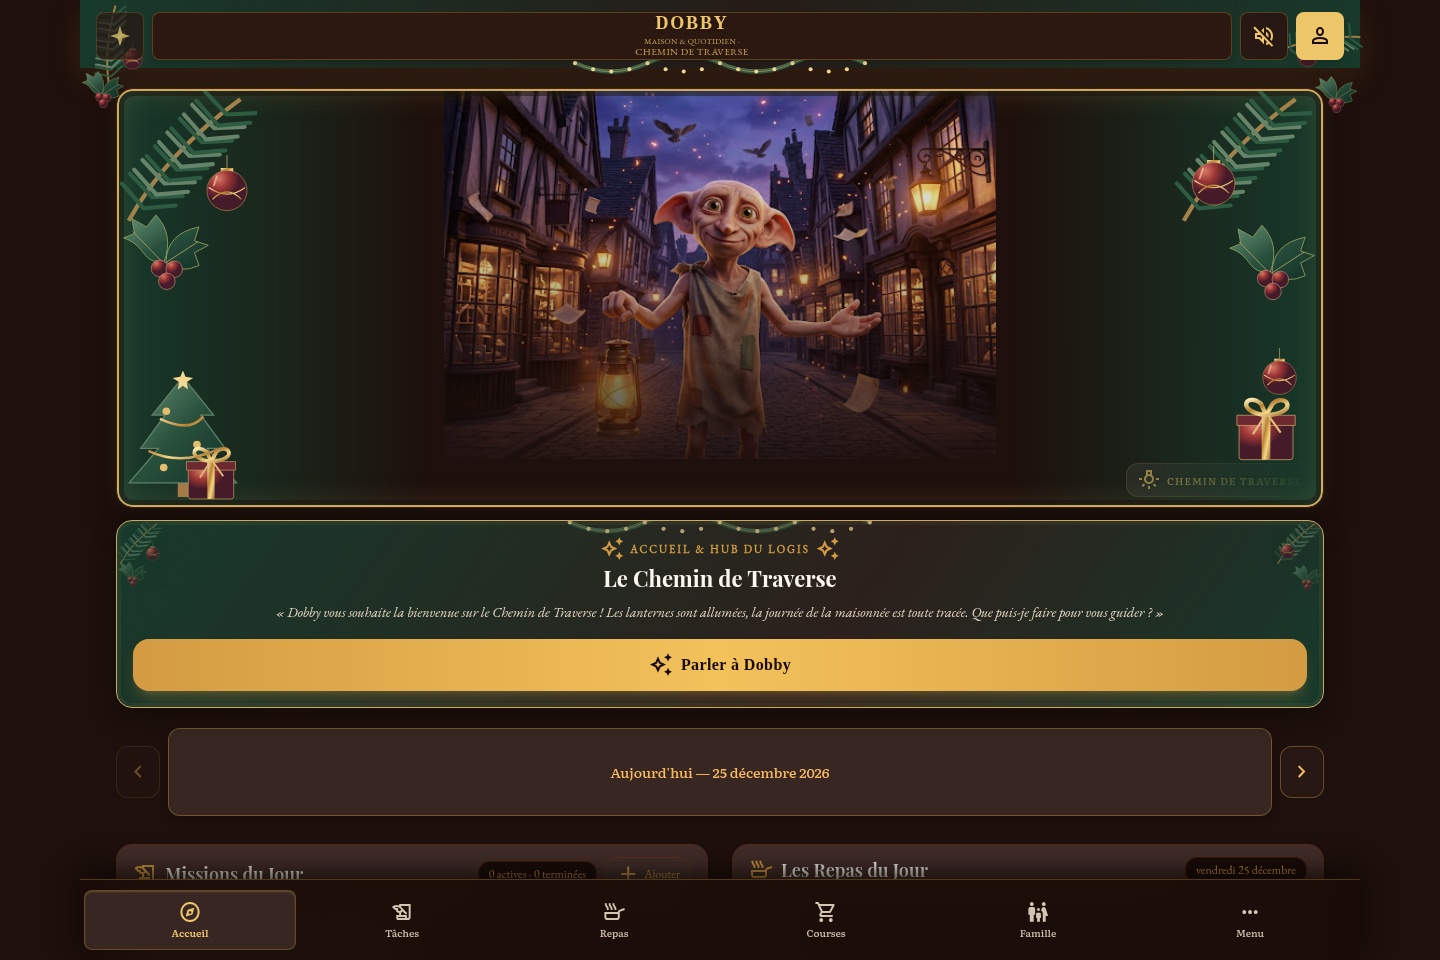 DOBBY
MAISON & QUOTIDIEN ·
CHEMIN DE TRAVERSE
CHEMIN DE TRAVERSE
ACCUEIL & HUB DU LOGIS
Le Chemin de Traverse
« Dobby vous souhaite la bienvenue sur le Chemin de Traverse ! Les lanternes sont allumées, la journée de la maisonnée est toute tracée. Que puis-je faire pour vous guider ? »
Parler à Dobby
Aujourd'hui — 25 décembre 2026
Missions du Jour
0 actives · 0 terminées
Ajouter
Les Repas du Jour
vendredi 25 décembre
Accueil
Tâches
Repas
Courses
Famille
Menu